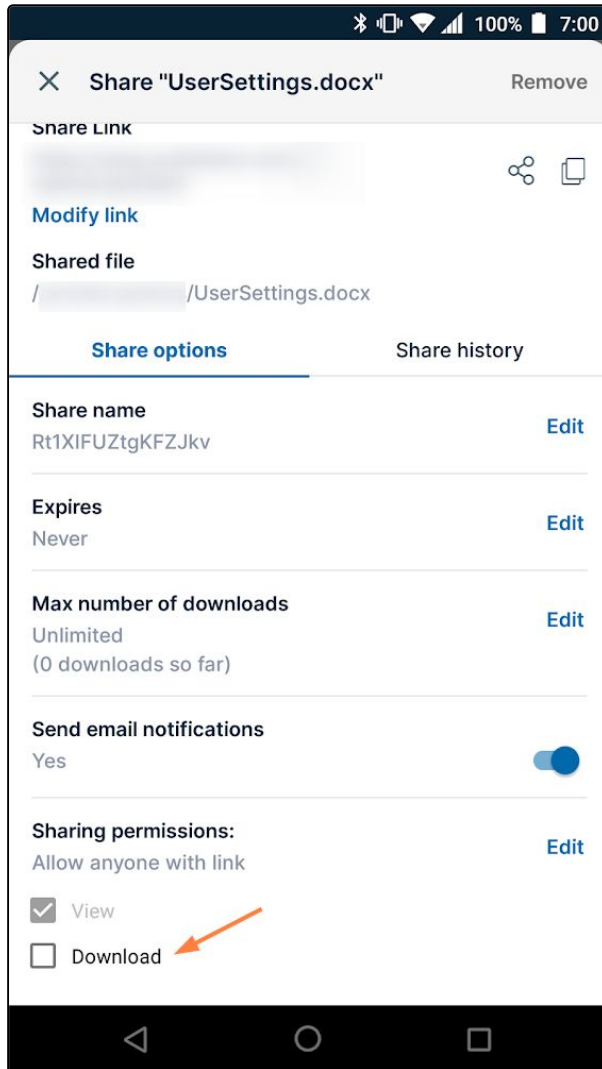 100% 7:00
Share "UserSettings.docx" Remove
Share Link
Modify link
Shared file
/ /UserSettings.docx
Share options Share history
Share name
Rt1XIFUZtgKFZJkv
Edit
Expires
Never
Edit
Max number of downloads
Unlimited
(0 downloads so far)
Edit
Send email notifications
Yes
Sharing permissions:
Allow anyone with link
Edit
View
Download